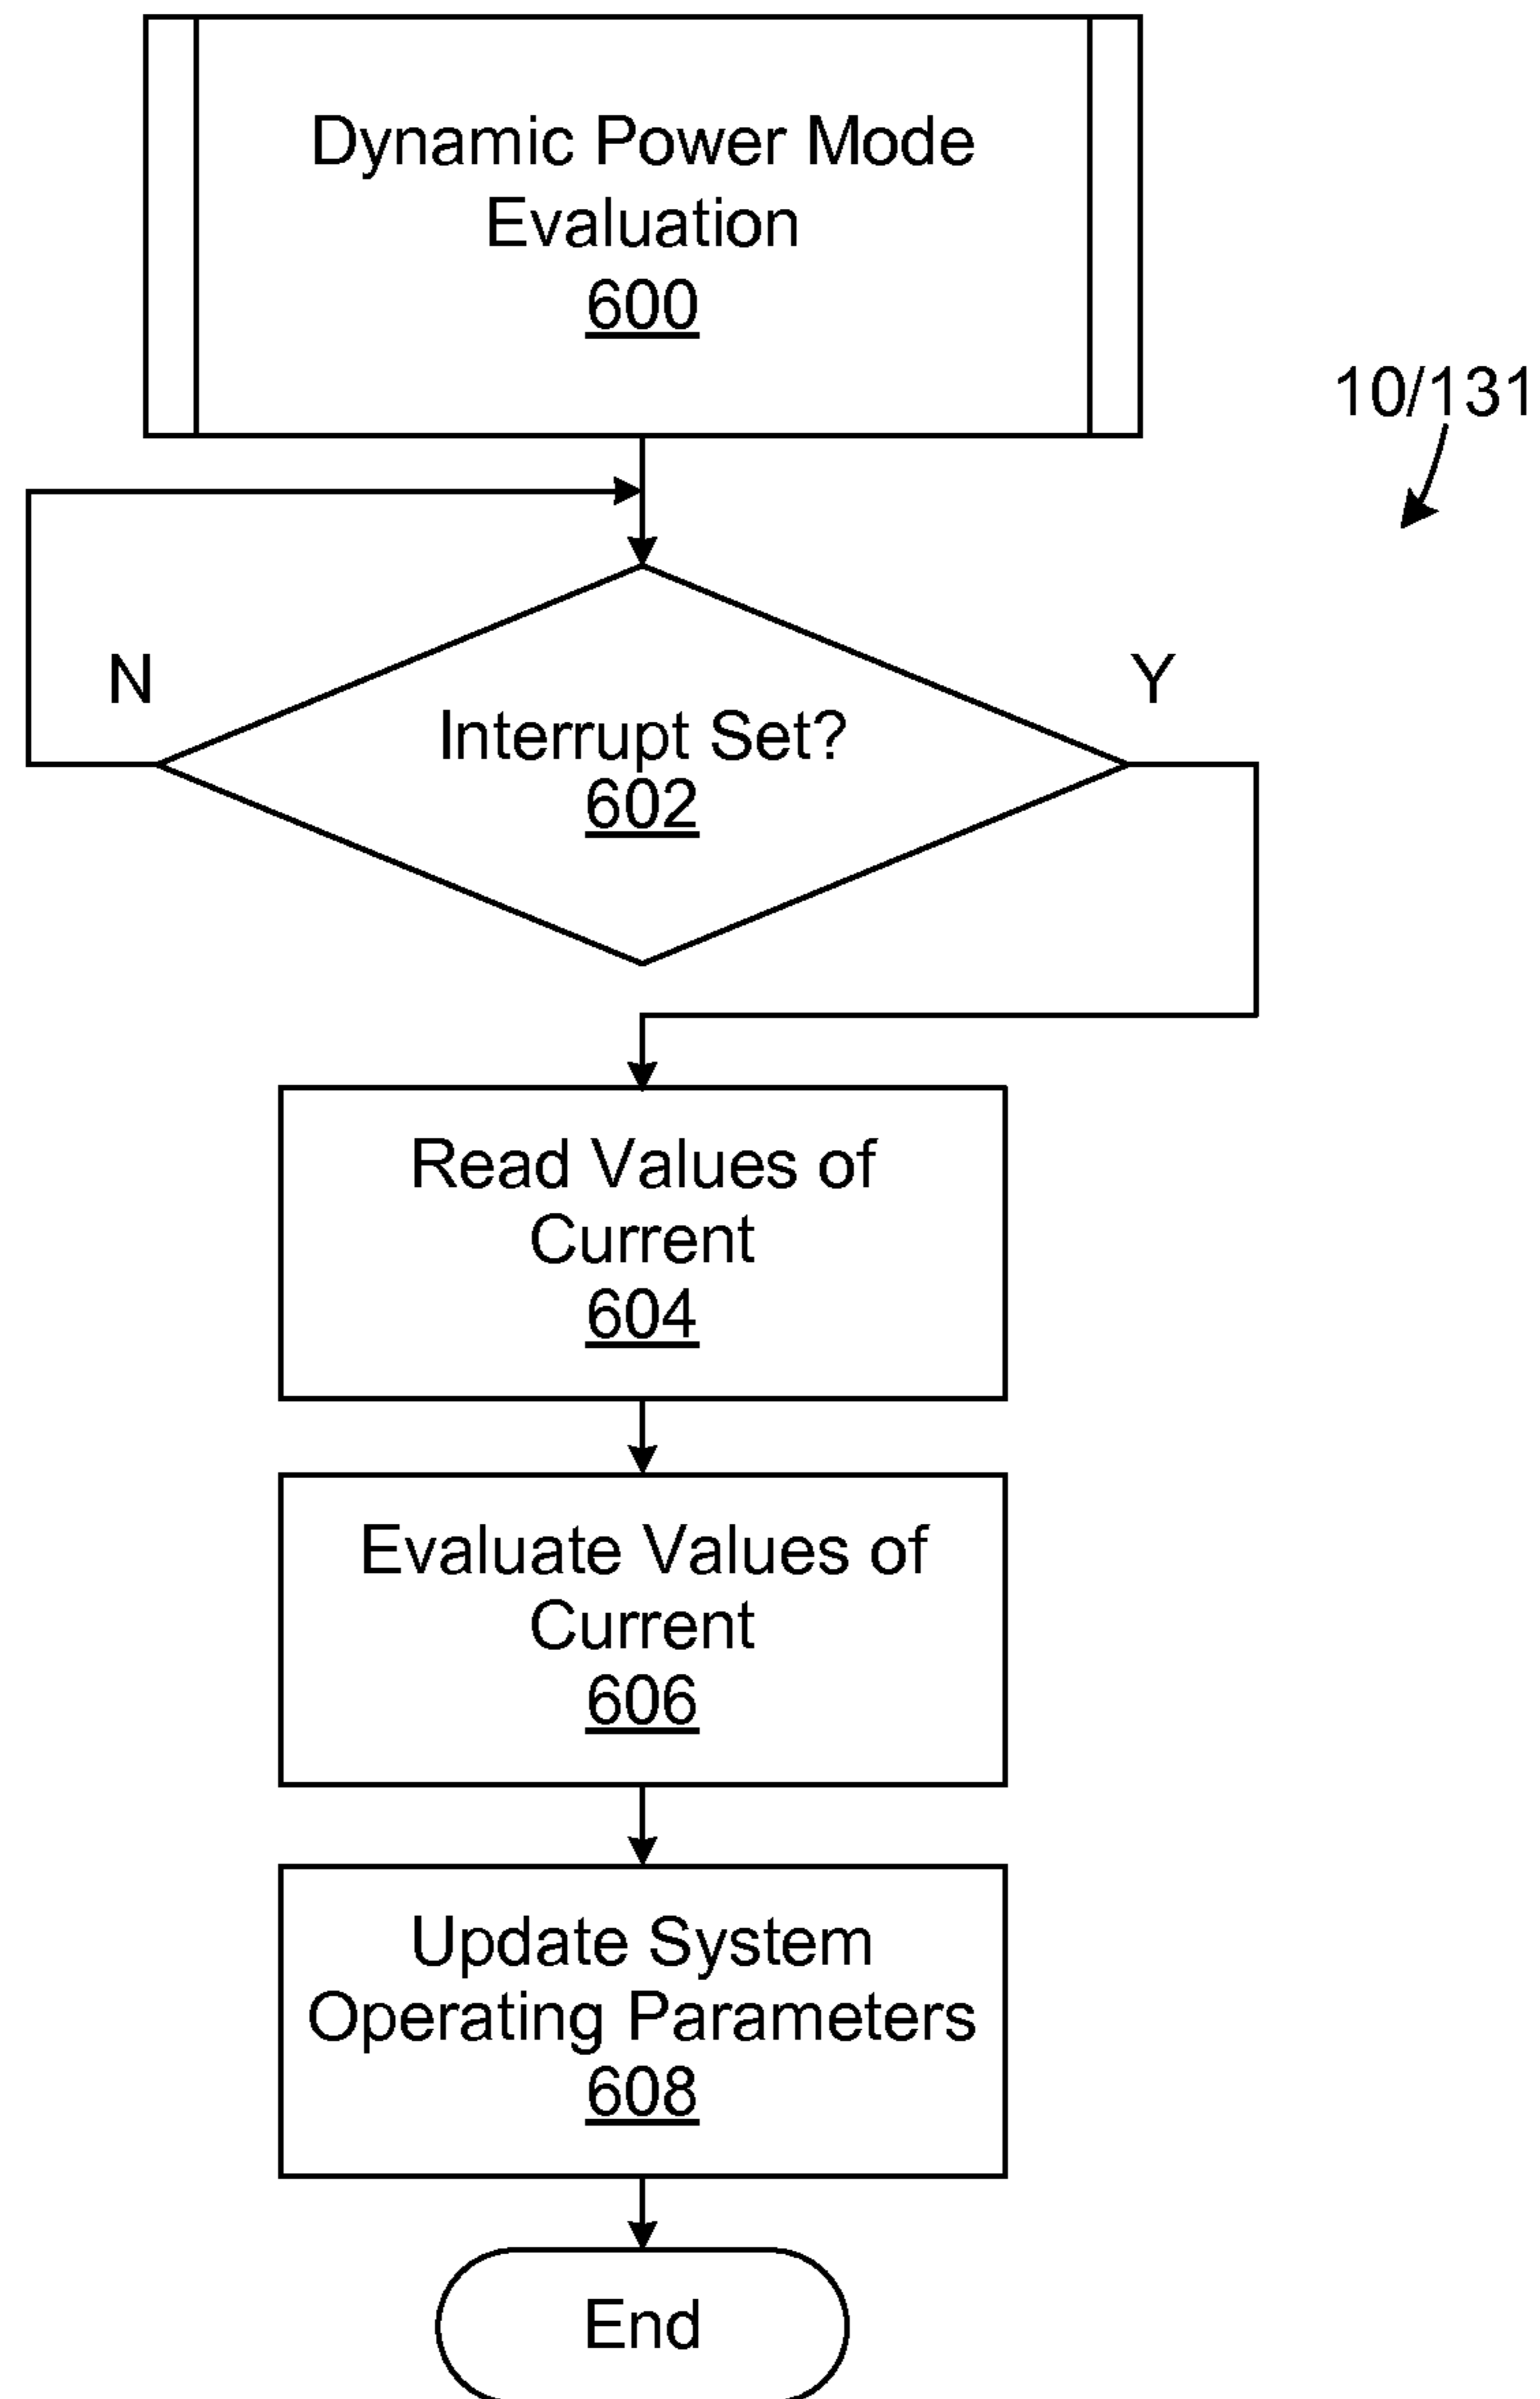 Dynamic Power Mode
Evaluation
600
10/131
N
Y
Interrupt Set?
602
Read Values of
Current
604
Evaluate Values of
Current
606
Update System
Operating Parameters
608
End